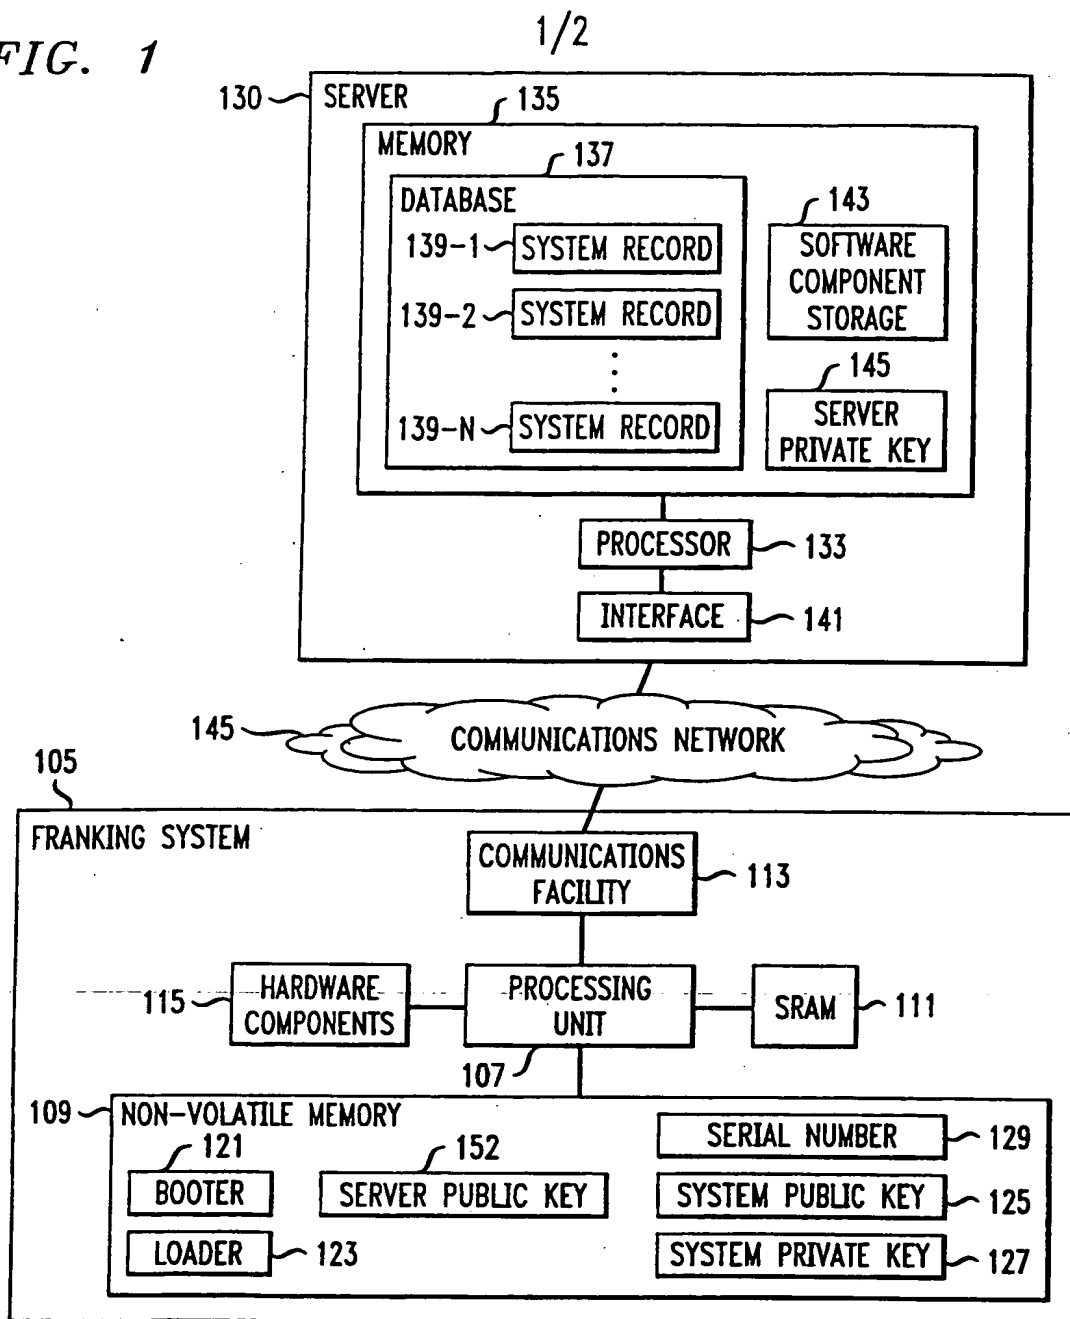 FIG. 1
1/2
130 SERVER
135
MEMORY
137
DATABASE
139-1 SYSTEM RECORD
139-2 SYSTEM RECORD
139-N SYSTEM RECORD
143
SOFTWARE
COMPONENT
STORAGE
145
SERVER
PRIVATE KEY
PROCESSOR 133
INTERFACE 141
145 COMMUNICATIONS NETWORK
105
FRANKING SYSTEM
COMMUNICATIONS
FACILITY
113
115
HARDWARE
COMPONENTS
PROCESSING
UNIT
107
SRAM 111
109 NON-VOLATILE MEMORY
121
BOOTER
LOADER 123
152
SERVER PUBLIC KEY
SERIAL NUMBER 129
SYSTEM PUBLIC KEY 125
SYSTEM PRIVATE KEY 127